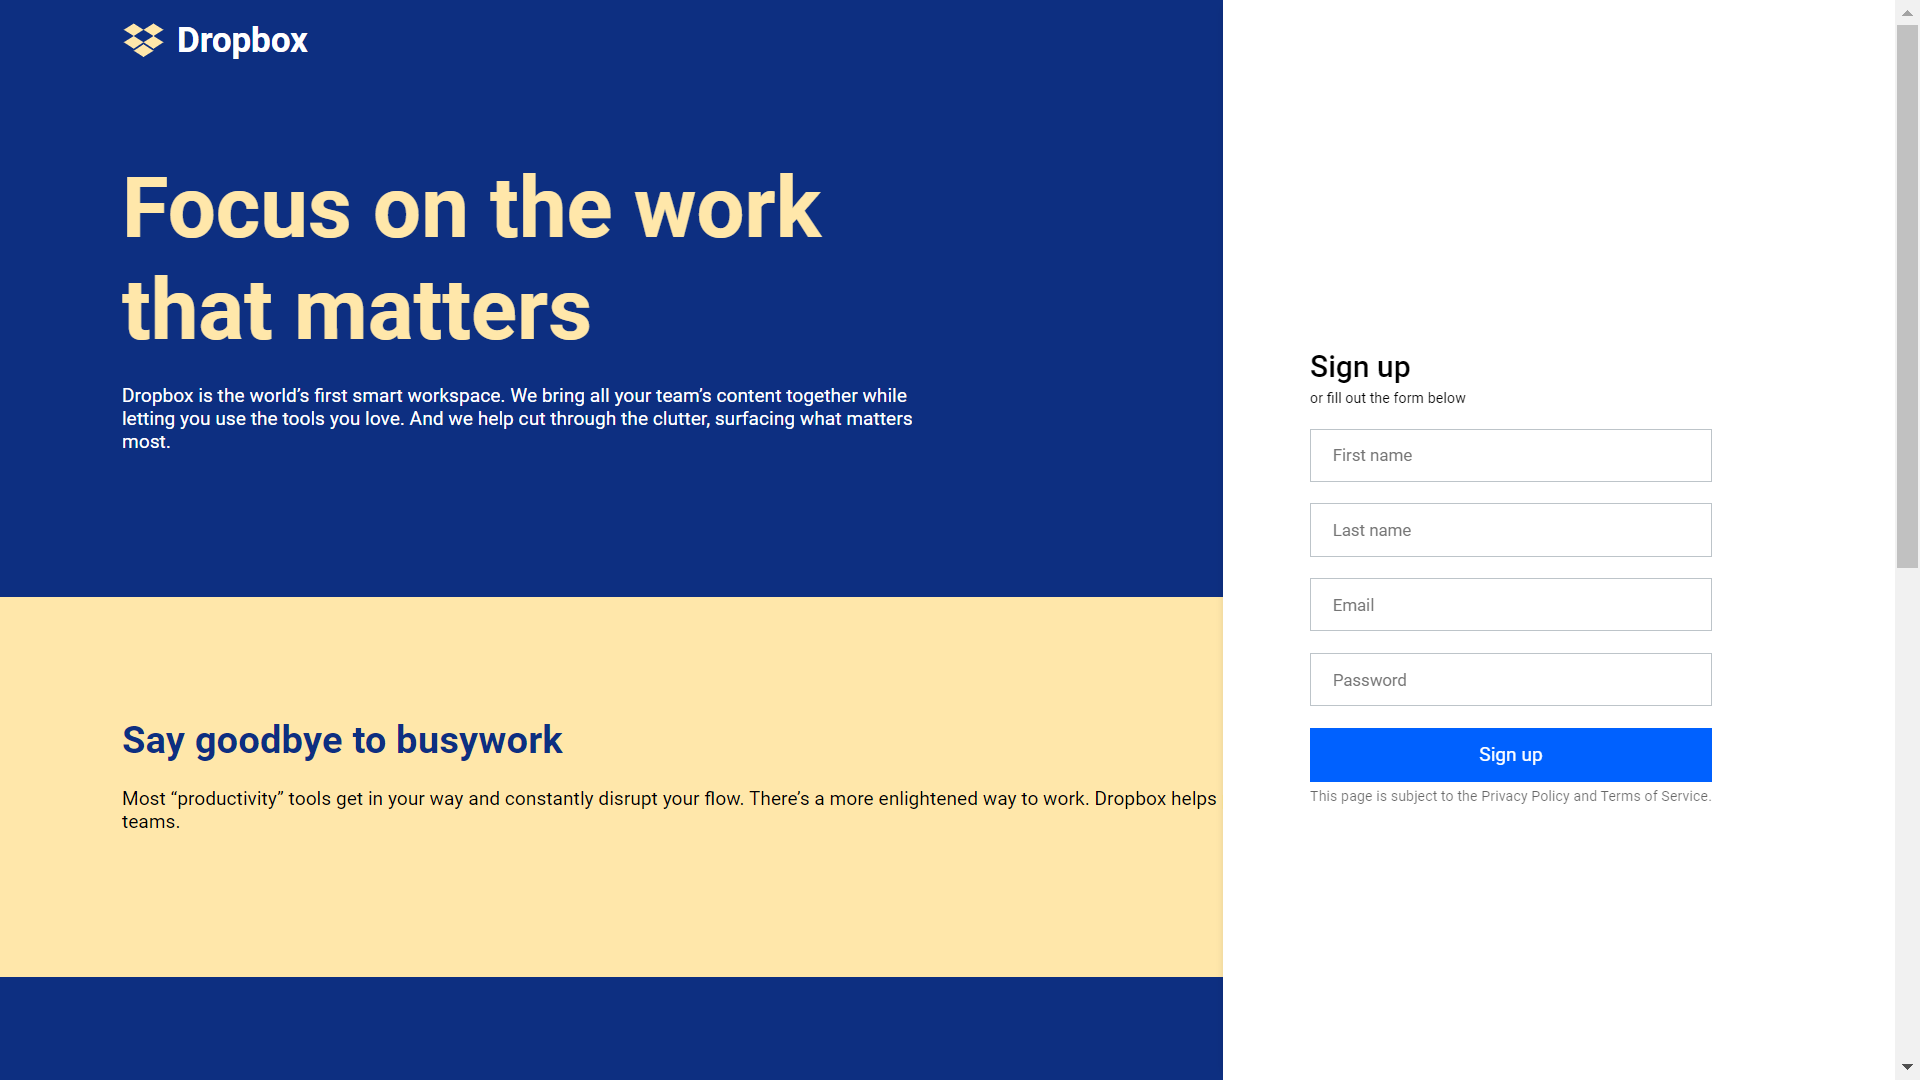 Dropbox
Focus on the work
that matters
Dropbox is the world’s first smart workspace. We bring all your team’s content together while
letting you use the tools you love. And we help cut through the clutter, surfacing what matters
most.
Say goodbye to busywork
Most “productivity” tools get in your way and constantly disrupt your flow. There’s a more enlightened way to work. Dropbox helps
teams.
Sign up
or fill out the form below
First name
Last name
Email
Password
Sign up
This page is subject to the Privacy Policy and Terms of Service.